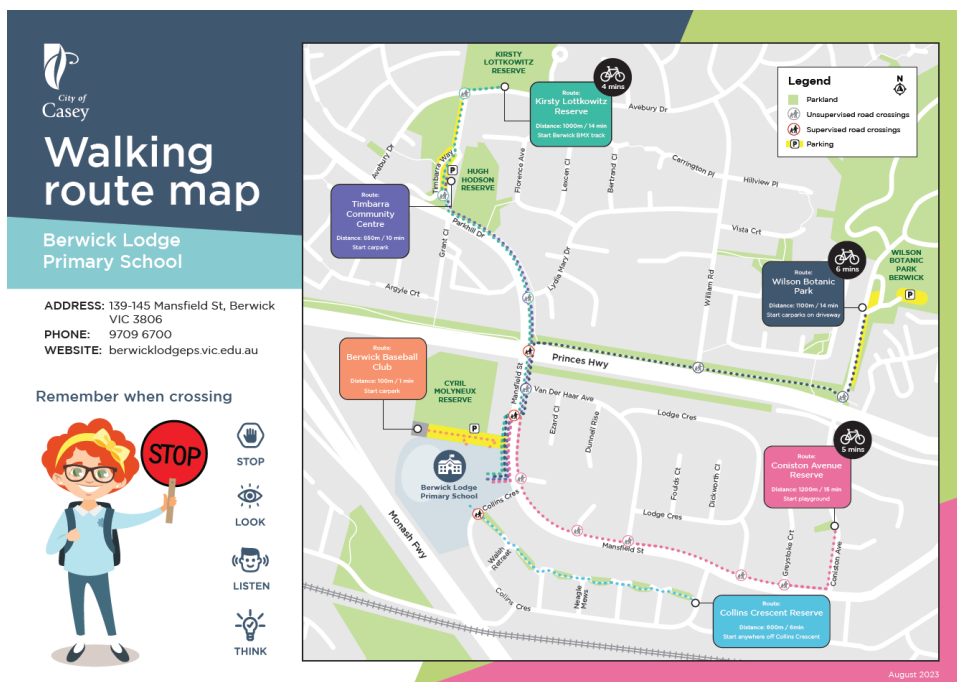 City of
Casey
Walking
route map
Berwick Lodge
Primary School
ADDRESS: 139-145 Mansfield St, Berwick
VIC 3806
PHONE: 9709 6700
WEBSITE: berwicklodgeps.vic.edu.au
Remember when crossing
STOP
STOP
LOOK
LISTEN
THINK
KIRSTY
LOTTKOWITZ
RESERVE
4 mins
Route:
Kirsty Lottkowitz
Reserve
Distance: 1000m / 14 min
Start Berwick BMX track
Avebury Dr
Legend
N
Parkland
Unsupervised road crossings
Supervised road crossings
P
Parking
Avebury Dr
Timbarra Way
P
HUGH
HODSON
RESERVE
Florence Ave
Lescen Cl
Bertrand Cl
Carrington Pl
Hillview Pl
Route:
Timbarra
Community
Centre
Distance: 850m / 10 min
Start carpark
Parkhill Dr
Grant Cl
Vista Crt
Lydia Mary Dr
William Rd
Argyle Crt
6 mins
Route:
Wilson Botanic
Park
Distance: 1100m / 14 min
Start carparks on driveway
WILSON
BOTANIC
PARK
BERWICK
P
Princes Hwy
Route:
Berwick Baseball
Club
Distance: 100m / 1 min
Start carpark
CYRIL
MOLYNEUX
RESERVE
P
Mansfield St
Van Der Haar Ave
Ezard Cl
Dunnell Rise
Lodge Cres
5 mins
Route:
Coniston Avenue
Reserve
Distance: 1200m / 15 min
Start playground
Berwick Lodge
Primary School
Foulds Ct
Dickworth Cl
Collins Cres
Lodge Cres
Monash Fwy
Walsh
Retreat
Mansfield St
Greystoke Crt
Coniston Ave
Collins Cres
Neagle
Mews
Route:
Collins Crescent Reserve
Distance: 600m / 6min
Start anywhere off Collins Crescent
August 2023